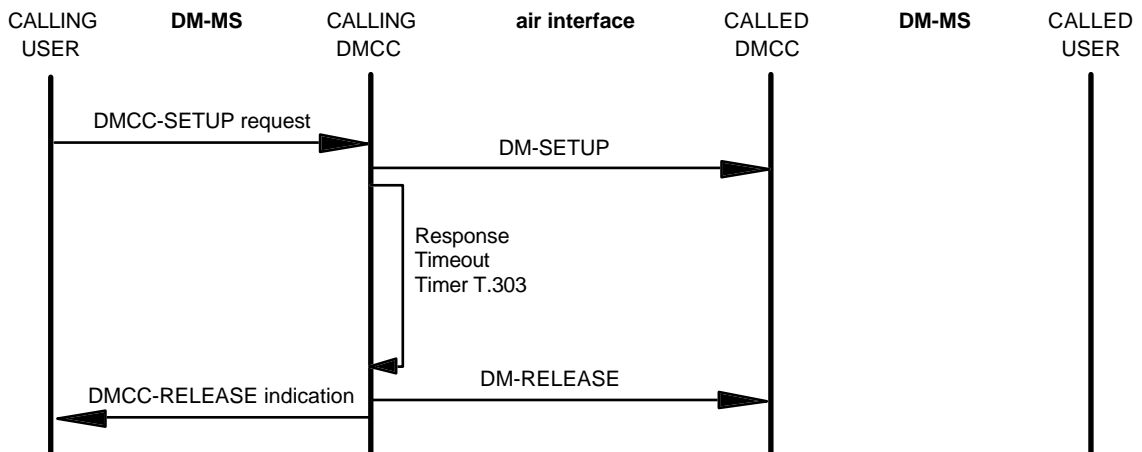 CALLING
USER
DM-MS
CALLING
DMCC
air interface
CALLED
DMCC
DM-MS
CALLED
USER
DMCC-SETUP request
DM-SETUP
Response
Timeout
Timer T.303
DM-RELEASE
DMCC-RELEASE indication